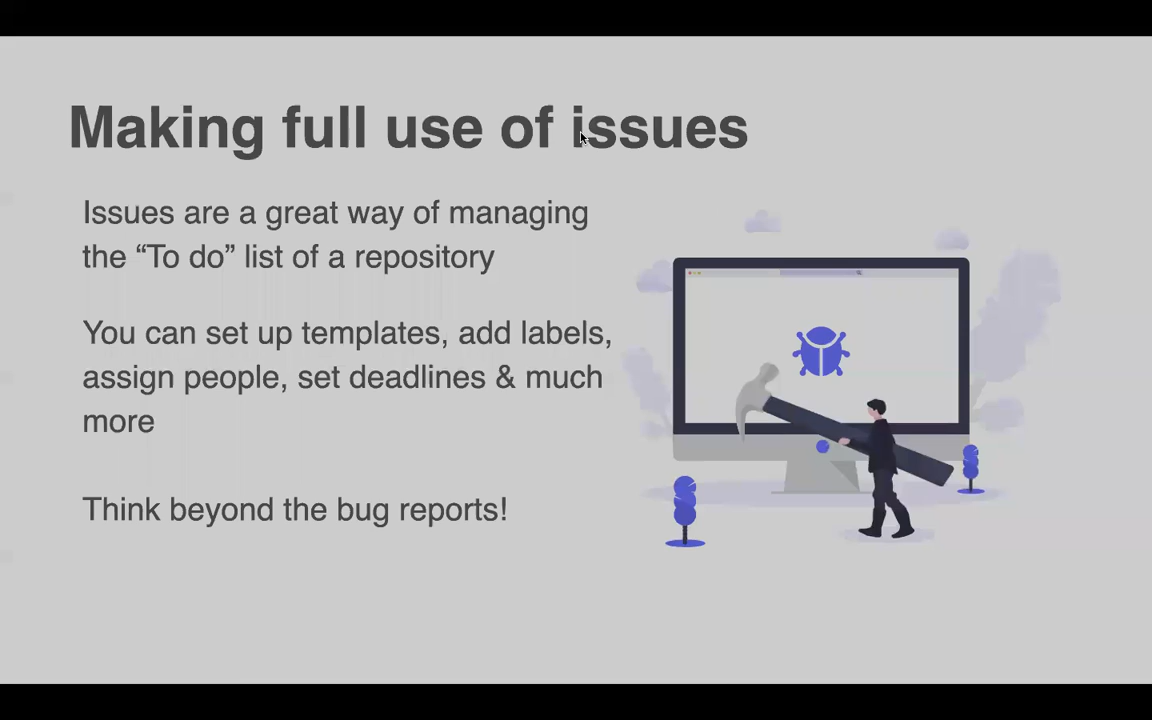 Making full use of issues
Issues are a great way of managing
the “To do” list of a repository
You can set up templates, add labels,
assign people, set deadlines & much
more
Think beyond the bug reports!